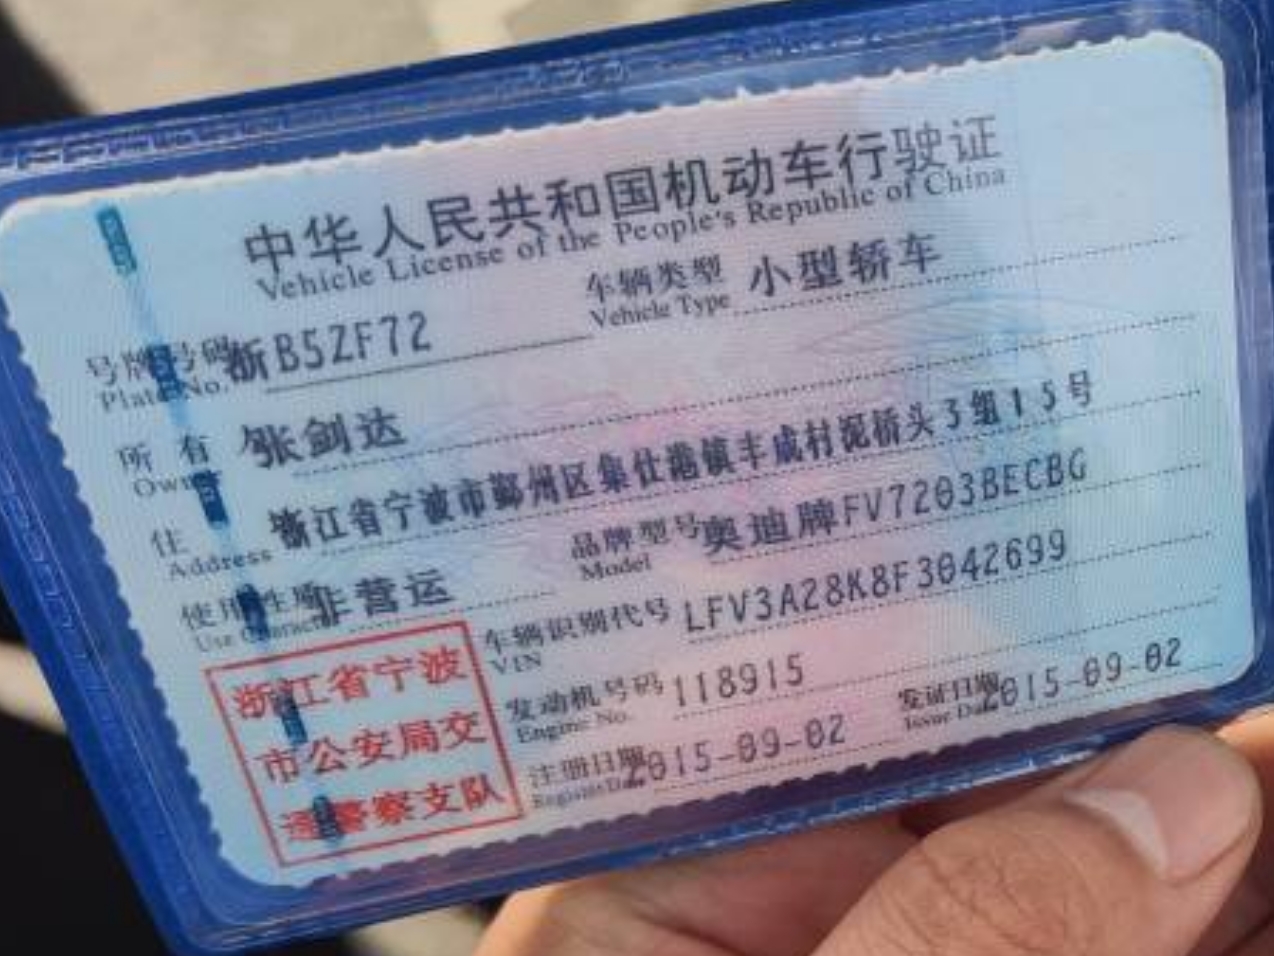 中华人民共和国机动车行驶证
Vehicle License of the People's Republic of China
号牌号码 浙B5ZF72 车辆类型 小型轿车
Plate No. Vehicle Type
所有 张剑达
Owner
住 浙江省宁波市鄞州区集仕港镇丰成村泥桥头3组15号
Address
使用性质 非营运 品牌型号 奥迪牌FV7203BECBG
Use Character Model
车辆识别代号 LFV3A28K8F3042699
VIN
发动机号码 118915 发证日期 2015-09-02
Engine No. Issue Date
注册日期 2015-09-02
Register Date
浙江省宁波
市公安局交
通警察支队